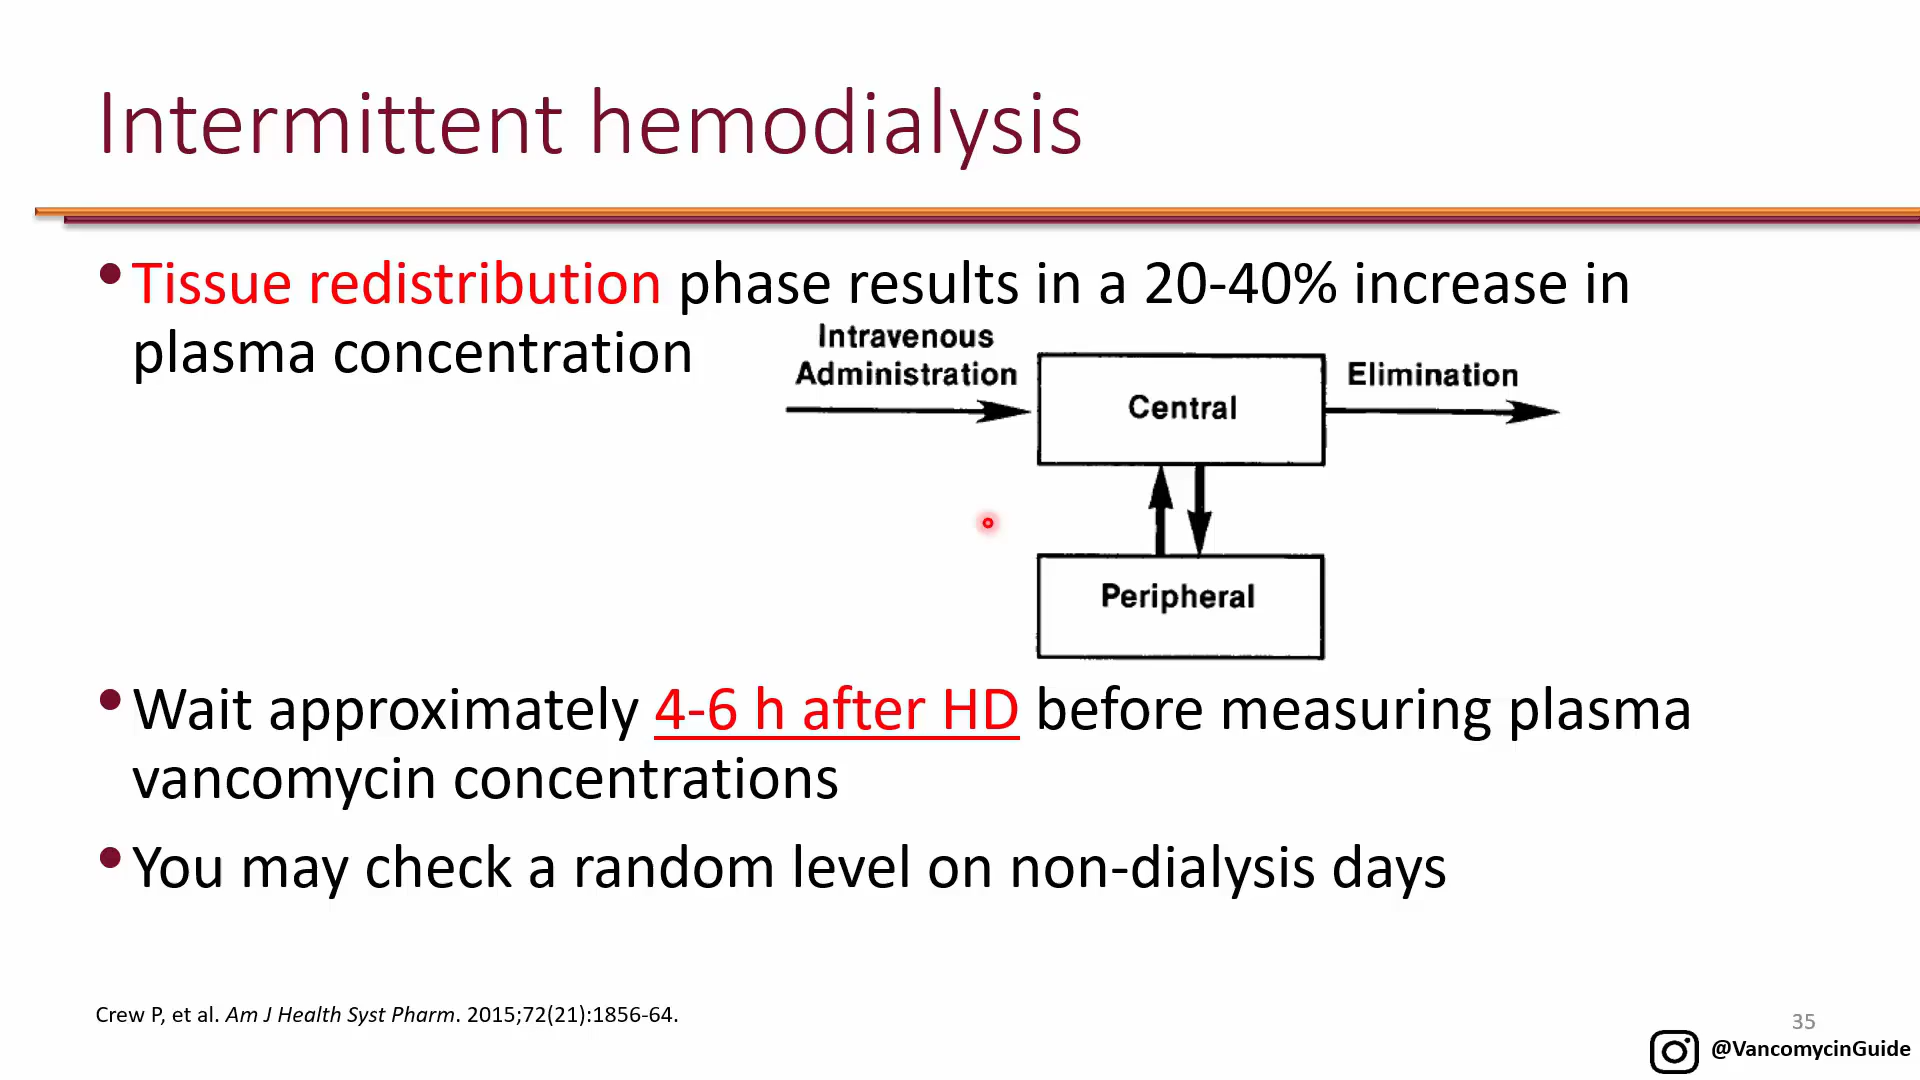 Intermittent hemodialysis
•Tissue redistribution phase results in a 20-40% increase in
plasma concentration
Intravenous
Administration
Central
Elimination
Peripheral
•Wait approximately 4-6 h after HD before measuring plasma
vancomycin concentrations
•You may check a random level on non-dialysis days
Crew P, et al. Am J Health Syst Pharm. 2015;72(21):1856-64.
35
@VancomycinGuide